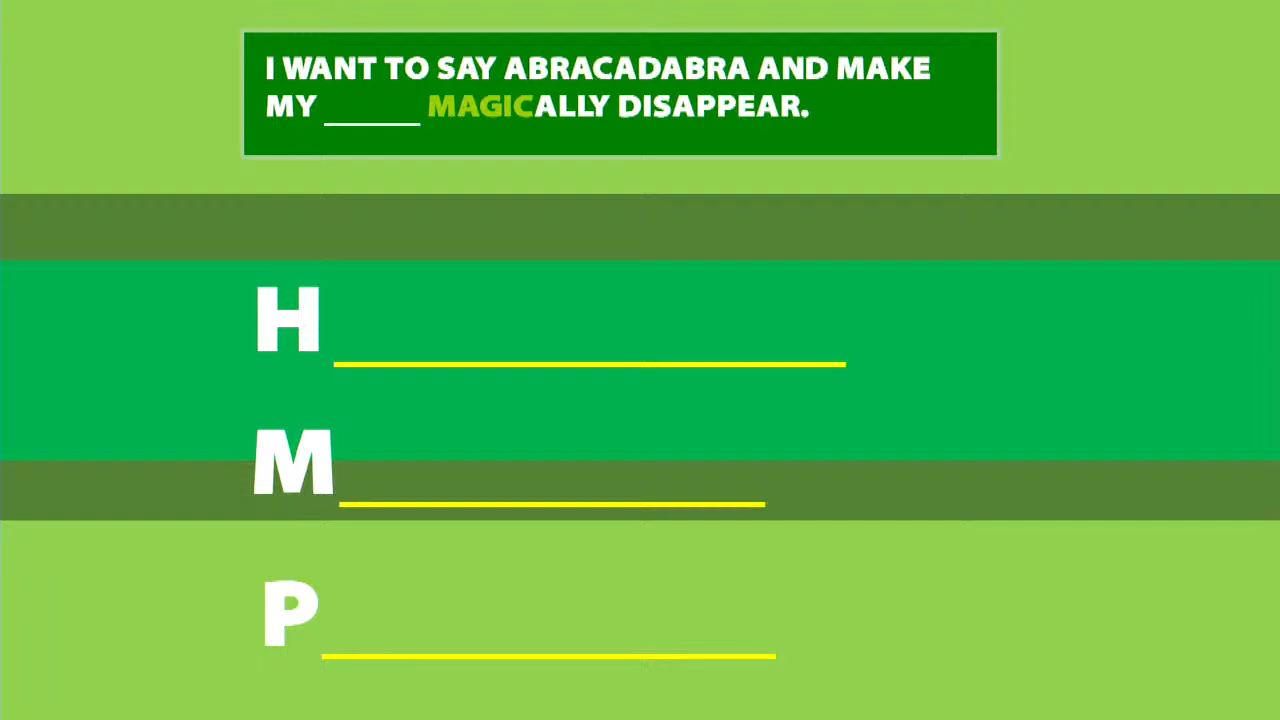 I WANT TO SAY ABRACADABRA AND MAKE
MY ______ MAGICALLY DISAPPEAR.
H
M
P